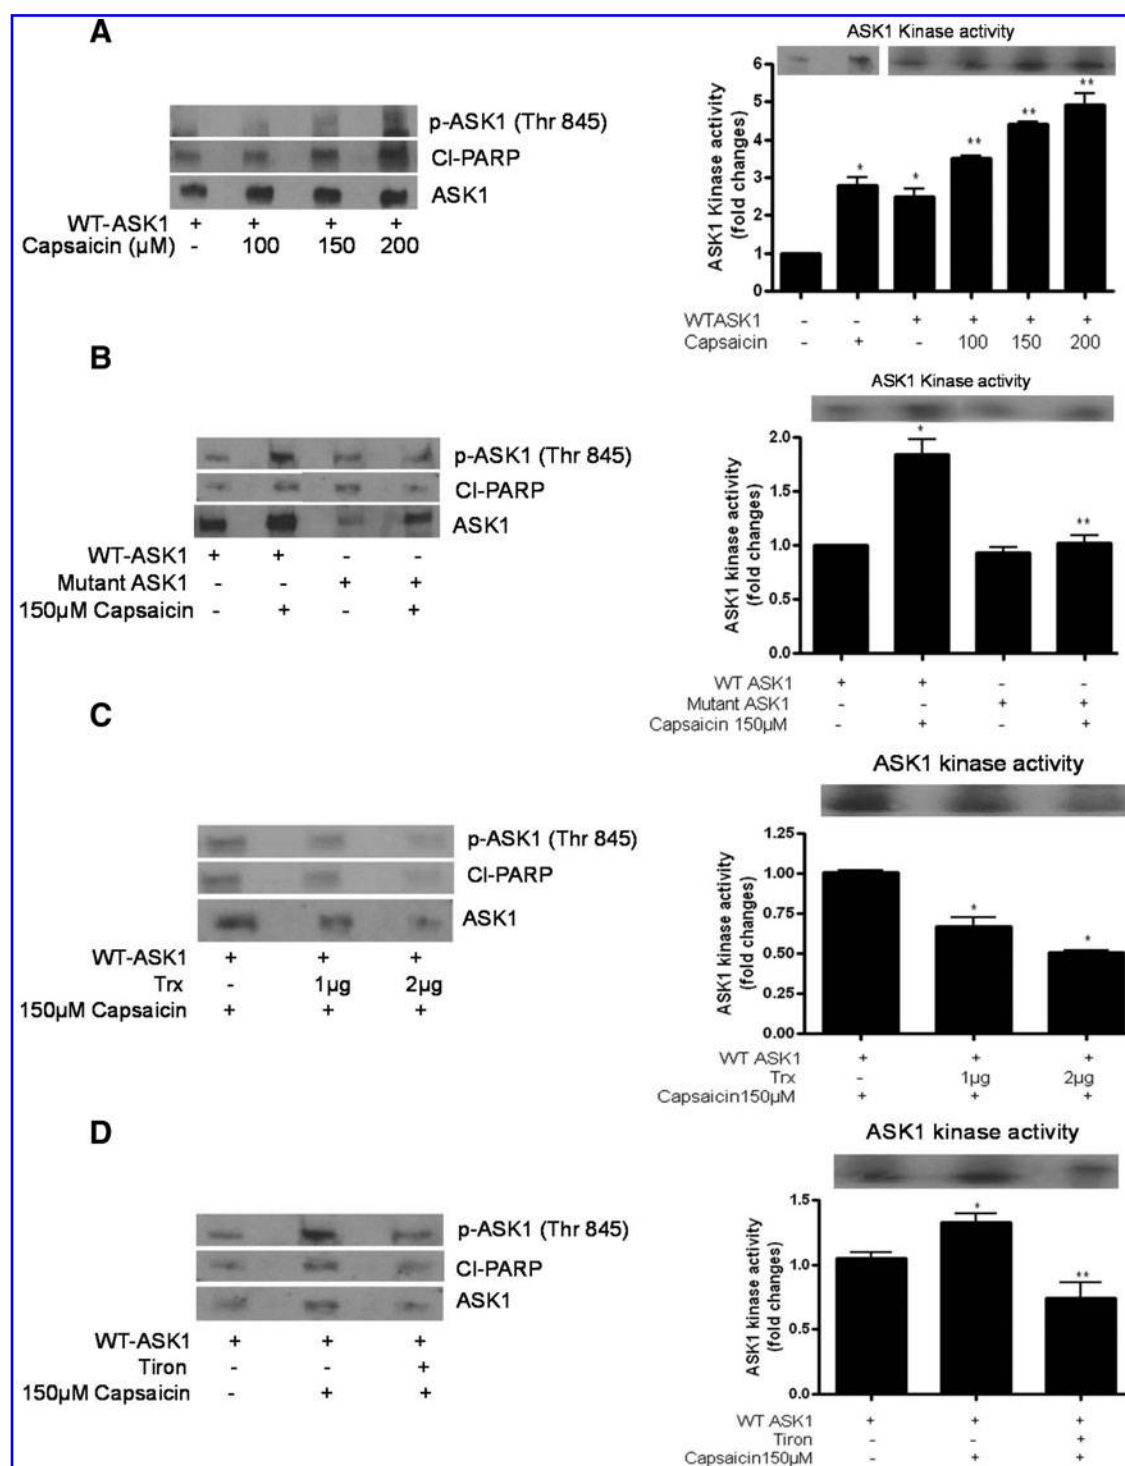 A
p-ASK1 (Thr 845)
Cl-PARP
ASK1
WT-ASK1 + + + +
Capsaicin (µM) - 100 150 200
ASK1 Kinase activity
ASK1 Kinase activity
(fold changes)
6
5
4
3
2
1
0
* * ** ** **
WTASK1 - - + + + +
Capsaicin - + - 100 150 200
B
p-ASK1 (Thr 845)
Cl-PARP
ASK1
WT-ASK1 + + - -
Mutant ASK1 - - + +
150µM Capsaicin - + - +
ASK1 Kinase activity
ASK1 kinase activity
(fold changes)
2.0
1.5
1.0
0.5
0.0
* **
WT ASK1 + + - -
Mutant ASK1 - - + +
Capsaicin 150µM - + - +
C
p-ASK1 (Thr 845)
Cl-PARP
ASK1
WT-ASK1 + + +
Trx - 1µg 2µg
150µM Capsaicin + + +
ASK1 kinase activity
ASK1 kinase activity
(fold changes)
1.25
1.00
0.75
0.50
0.25
0.00
* *
WT ASK1 + + +
Trx - 1µg 2µg
Capsaicin150µM + + +
D
p-ASK1 (Thr 845)
Cl-PARP
ASK1
WT-ASK1 + + +
Tiron - - +
150µM Capsaicin - + +
ASK1 kinase activity
ASK1 kinase activity
(fold changes)
1.5
1.0
0.5
0.0
* **
WT ASK1 + + +
Tiron - - +
Capsaicin150µM - + +